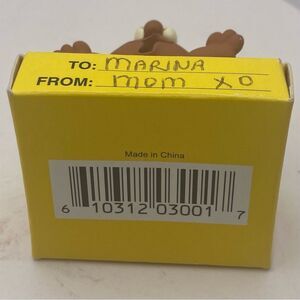 TO: MARINA
FROM: mom XO
Made in China
6 10312 03001 7